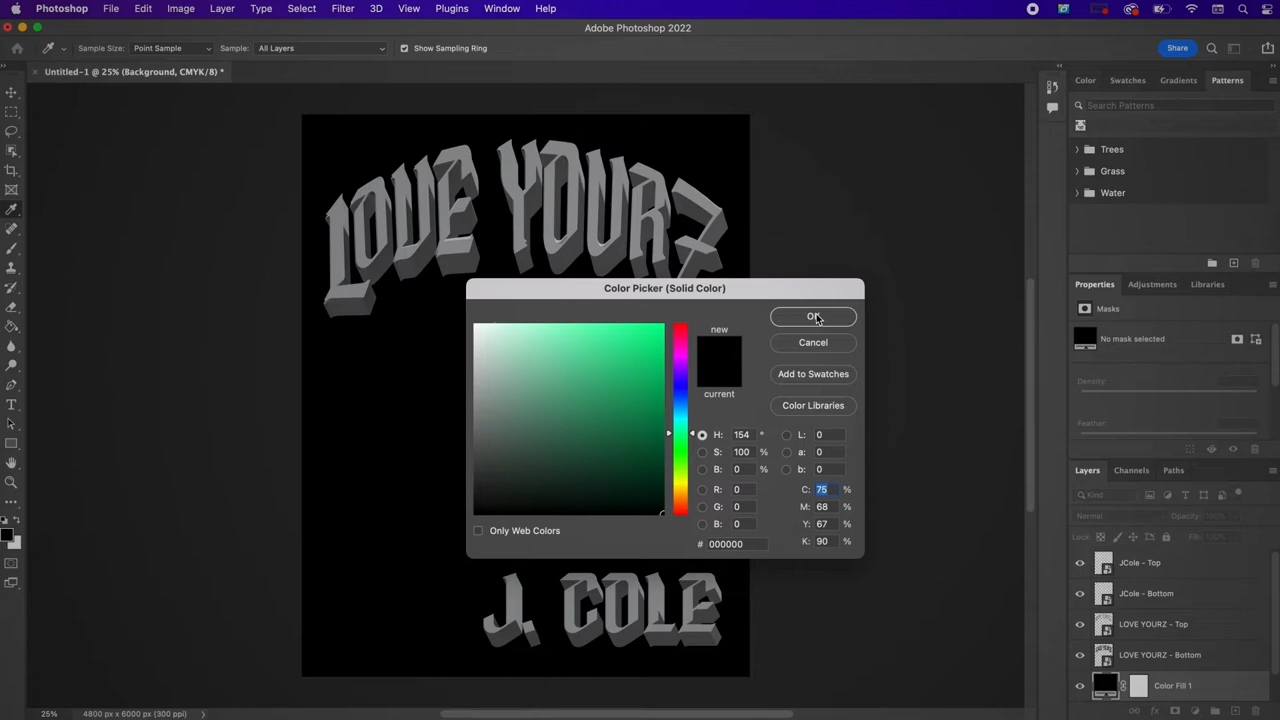 Photoshop File Edit Image Layer Type Select Filter 3D View Plugins Window Help
Adobe Photoshop 2022
Sample Size: Point Sample Sample: All Layers Show Sampling Ring Share
Untitled-1 @ 25% (Background, CMYK/8) *
Color Swatches Gradients Patterns
Search Patterns
Trees
Grass
Water
LOVE YOURZ
Color Picker (Solid Color)
new
current
OK
Cancel
Add to Swatches
Color Libraries
H: 154 ° L: 0
S: 100 % a: 0
B: 0 % b: 0
R: 0 C: 75 %
G: 0 M: 68 %
B: 0 Y: 67 %
# 000000 K: 90 %
Only Web Colors
Properties Adjustments Libraries
Masks
No mask selected
Density:
Feather:
Layers Channels Paths
Kind
Normal Opacity: 100%
Lock: Fill: 100%
JCole - Top
JCole - Bottom
LOVE YOURZ - Top
LOVE YOURZ - Bottom
Color Fill 1
J. COLE
25% 4800 px x 6000 px (300 ppi)